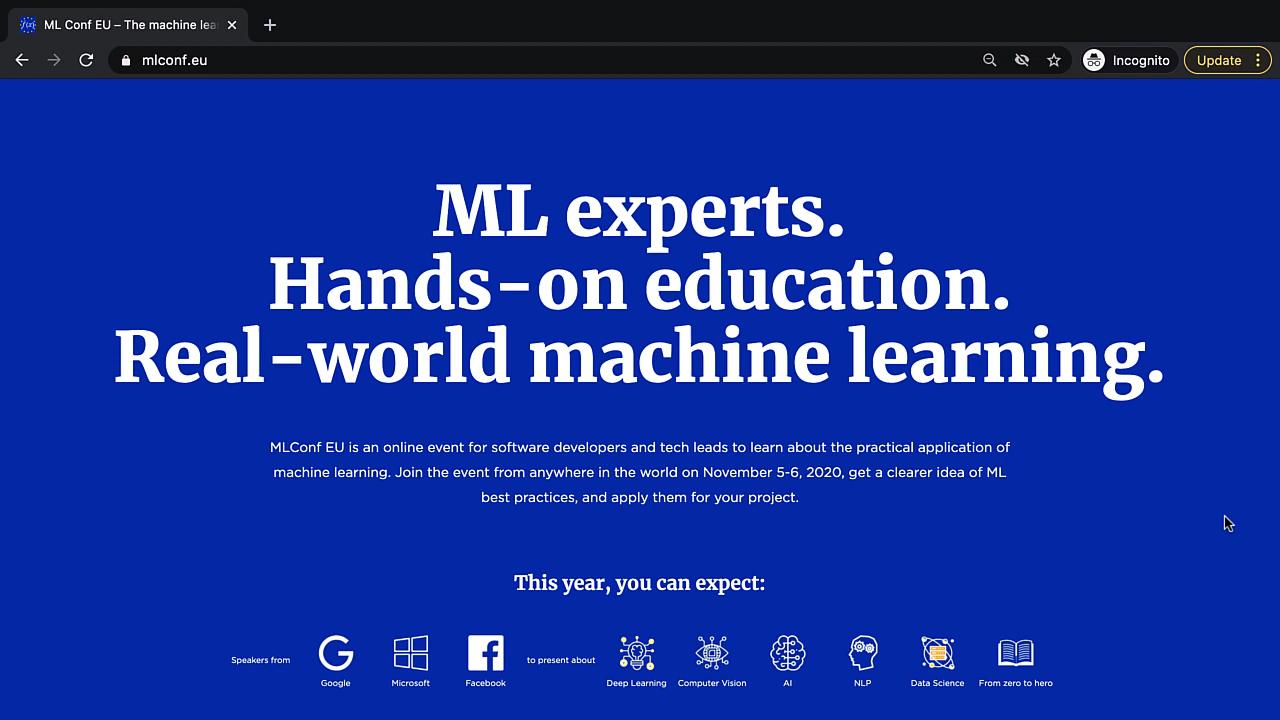 ML Conf EU – The machine lea
mlconf.eu
Incognito
Update
ML experts.
Hands-on education.
Real-world machine learning.
MLConf EU is an online event for software developers and tech leads to learn about the practical application of
machine learning. Join the event from anywhere in the world on November 5-6, 2020, get a clearer idea of ML
best practices, and apply them for your project.
This year, you can expect:
Speakers from
Google
Microsoft
Facebook
to present about
Deep Learning
Computer Vision
AI
NLP
Data Science
From zero to hero